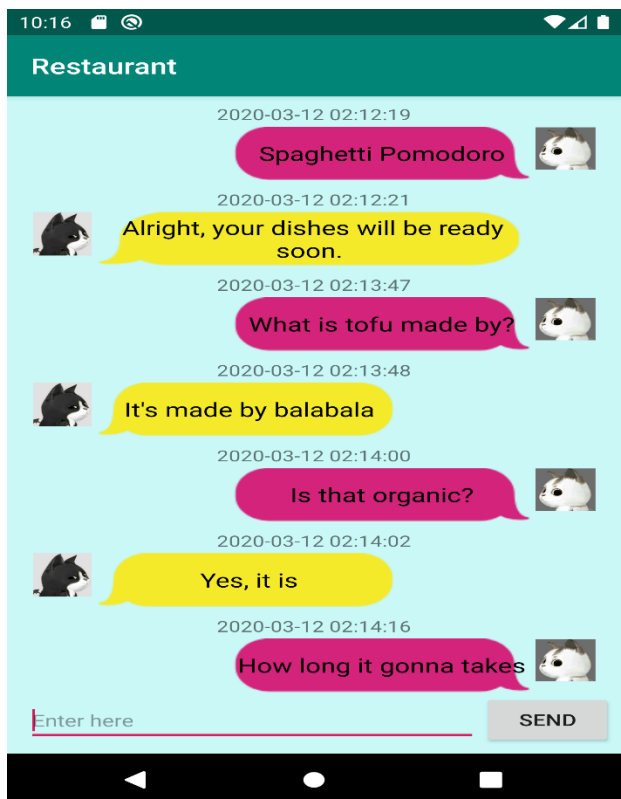 10:16
Restaurant
2020-03-12 02:12:19
Spaghetti Pomodoro
2020-03-12 02:12:21
Alright, your dishes will be ready
soon.
2020-03-12 02:13:47
What is tofu made by?
2020-03-12 02:13:48
It's made by balabala
2020-03-12 02:14:00
Is that organic?
2020-03-12 02:14:02
Yes, it is
2020-03-12 02:14:16
How long it gonna takes
Enter here
SEND